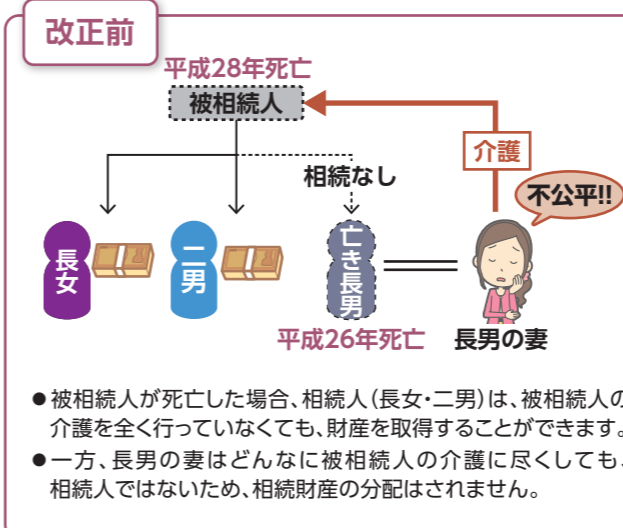 改正前
平成28年死亡
被相続人
介護
相続なし
不公平!!
長女
二男
亡き長男
平成26年死亡
長男の妻
●被相続人が死亡した場合、相続人(長女・二男)は、被相続人の
介護を全く行っていなくても、財産を取得することができます。
●一方、長男の妻はどんなに被相続人の介護に尽くしても、
相続人ではないため、相続財産の分配はされません。